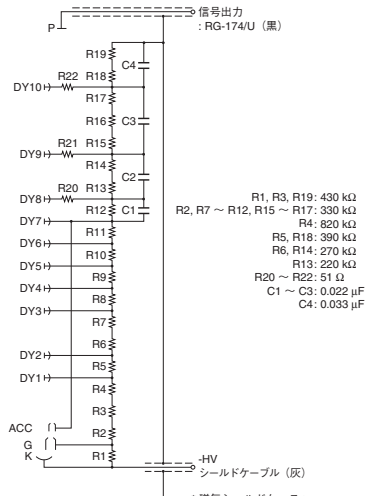 信号出力
: RG-174/U（黒）
P
R19
C4
R22 R18
DY10
R17
R16 C3
R21 R15
DY9
R14
C2
R20 R13
DY8
R12 C1
DY7
R11
DY6
R10
DY5
R9
DY4
R8
DY3
R7
R6
DY2
R5
DY1
R4
R3
ACC
R2
G
K
R1
-HV
シールドケーブル（灰）
R1, R3, R19: 430 kΩ
R2, R7 ～ R12, R15 ～ R17: 330 kΩ
R4: 820 kΩ
R5, R18: 390 kΩ
R6, R14: 270 kΩ
R13: 220 kΩ
R20 ～ R22: 51 Ω
C1 ～ C3: 0.022 µF
C4: 0.033 µF